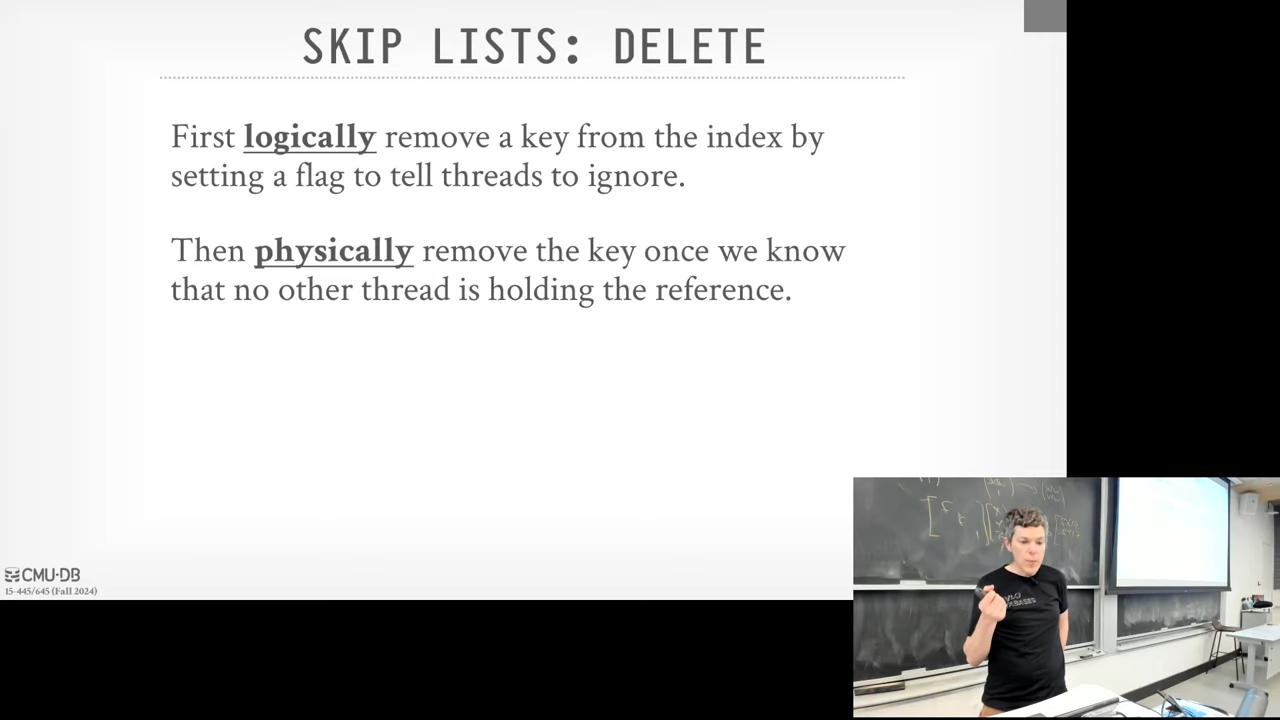 SKIP LISTS: DELETE
First logically remove a key from the index by
setting a flag to tell threads to ignore.
Then physically remove the key once we know
that no other thread is holding the reference.
CMU·DB
15-445/645 (Fall 2024)